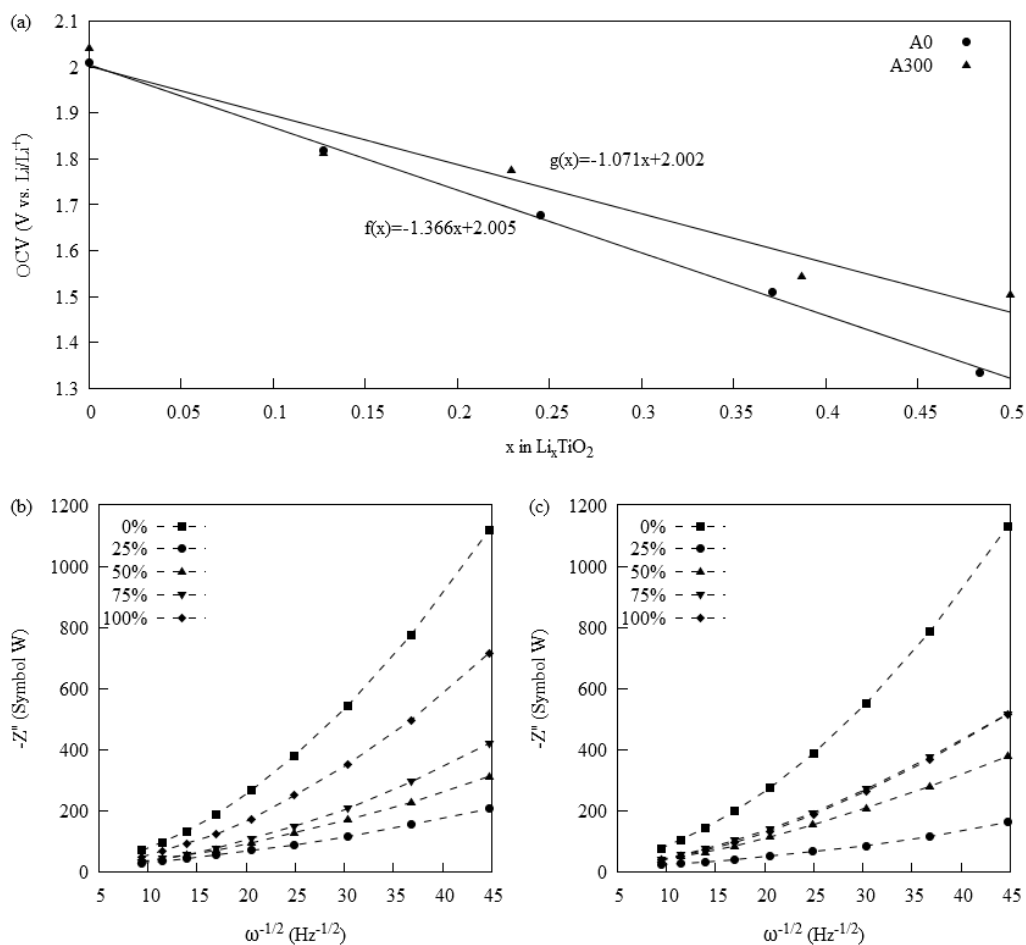 (a)
2.1
2
1.9
1.8
1.7
1.6
1.5
1.4
1.3
OCV (V vs. Li/Li⁺)
A0
A300
g(x)=-1.071x+2.002
f(x)=-1.366x+2.005
0 0.05 0.1 0.15 0.2 0.25 0.3 0.35 0.4 0.45 0.5
x in LiₓTiO₂
(b)
1200
1000
800
600
400
200
0
-Z" (Symbol W)
0%
25%
50%
75%
100%
5 10 15 20 25 30 35 40 45
ω⁻¹/² (Hz⁻¹/²)
(c)
1200
1000
800
600
400
200
0
-Z" (Symbol W)
0%
25%
50%
75%
100%
5 10 15 20 25 30 35 40 45
ω⁻¹/² (Hz⁻¹/²)